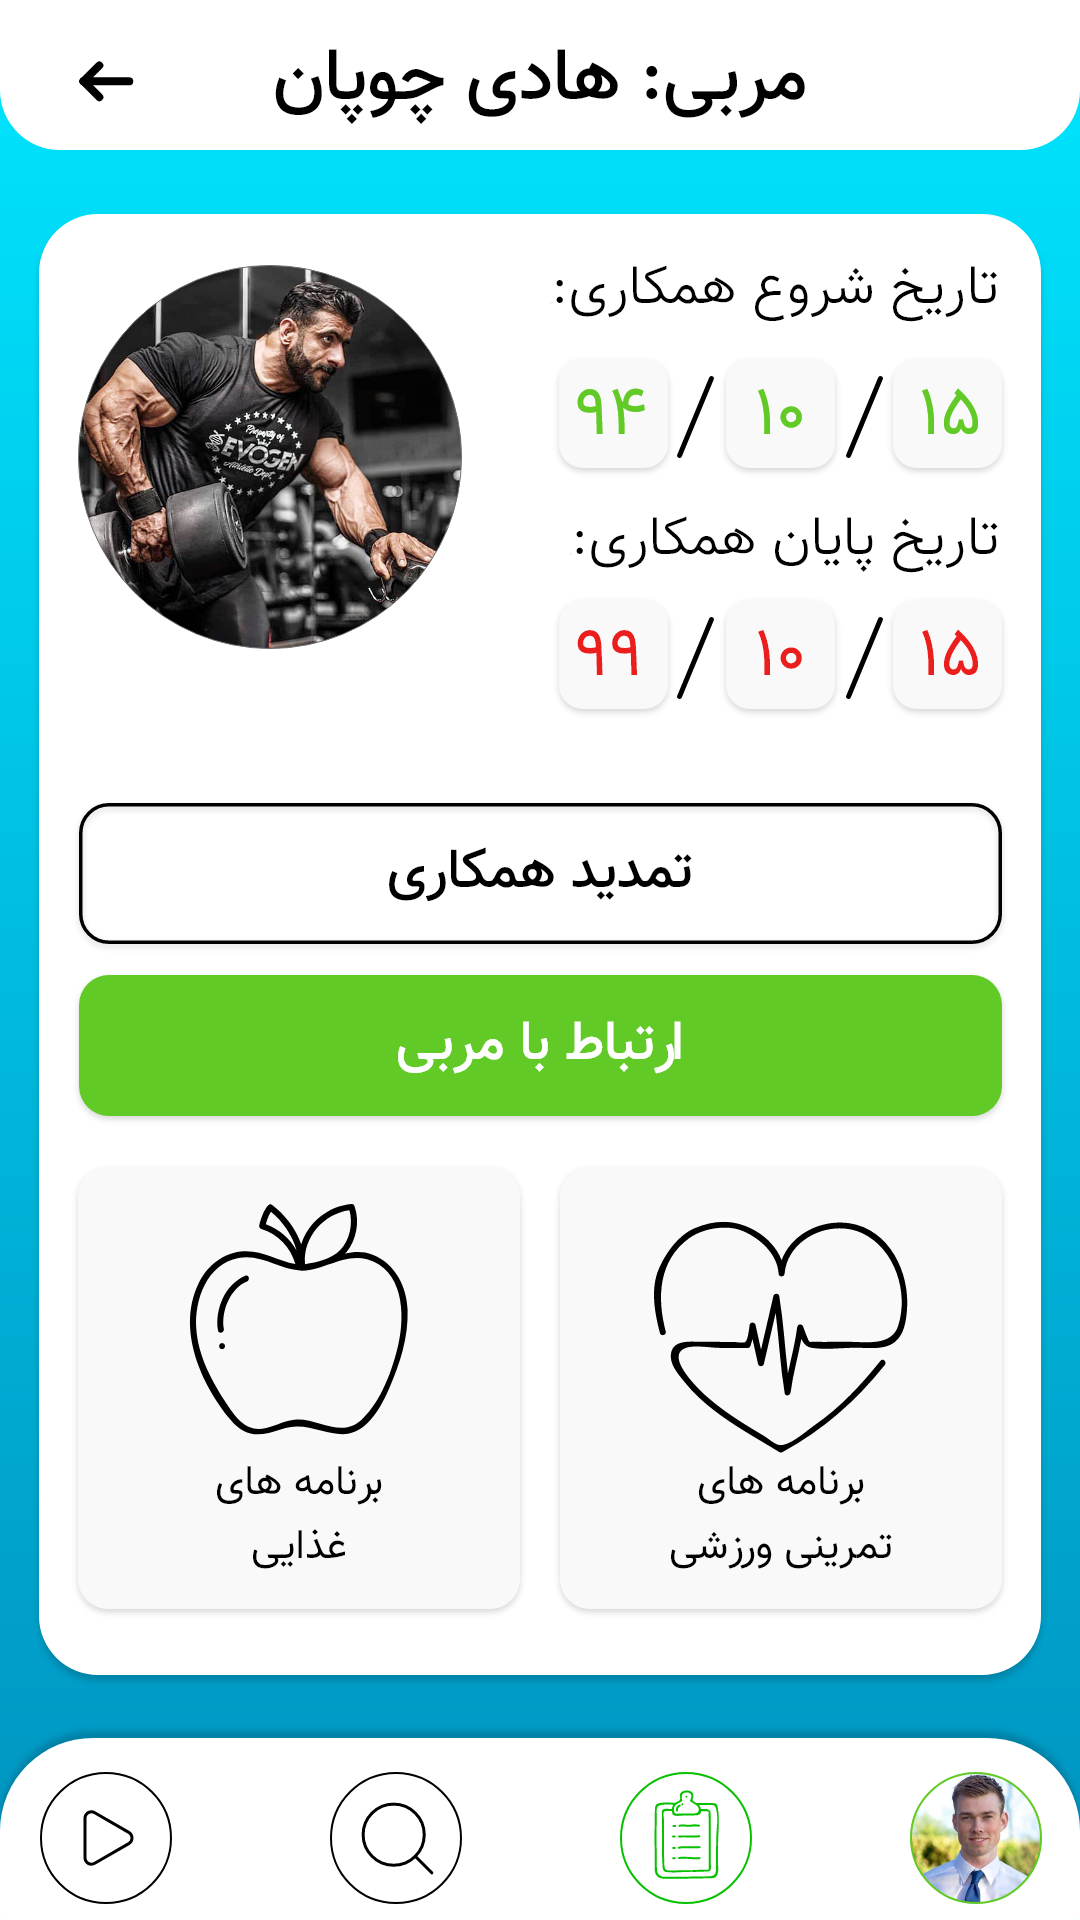 مربی: هادی چوپان
تاریخ شروع همکاری:
۱۵ / ۱۰ / ۹۴
تاریخ پایان همکاری:
۱۵ / ۱۰ / ۹۹
Property of
EVOGEN
Athletic Dept.
تمدید همکاری
ارتباط با مربی
برنامه های
تمرینی ورزشی
برنامه های
غذایی